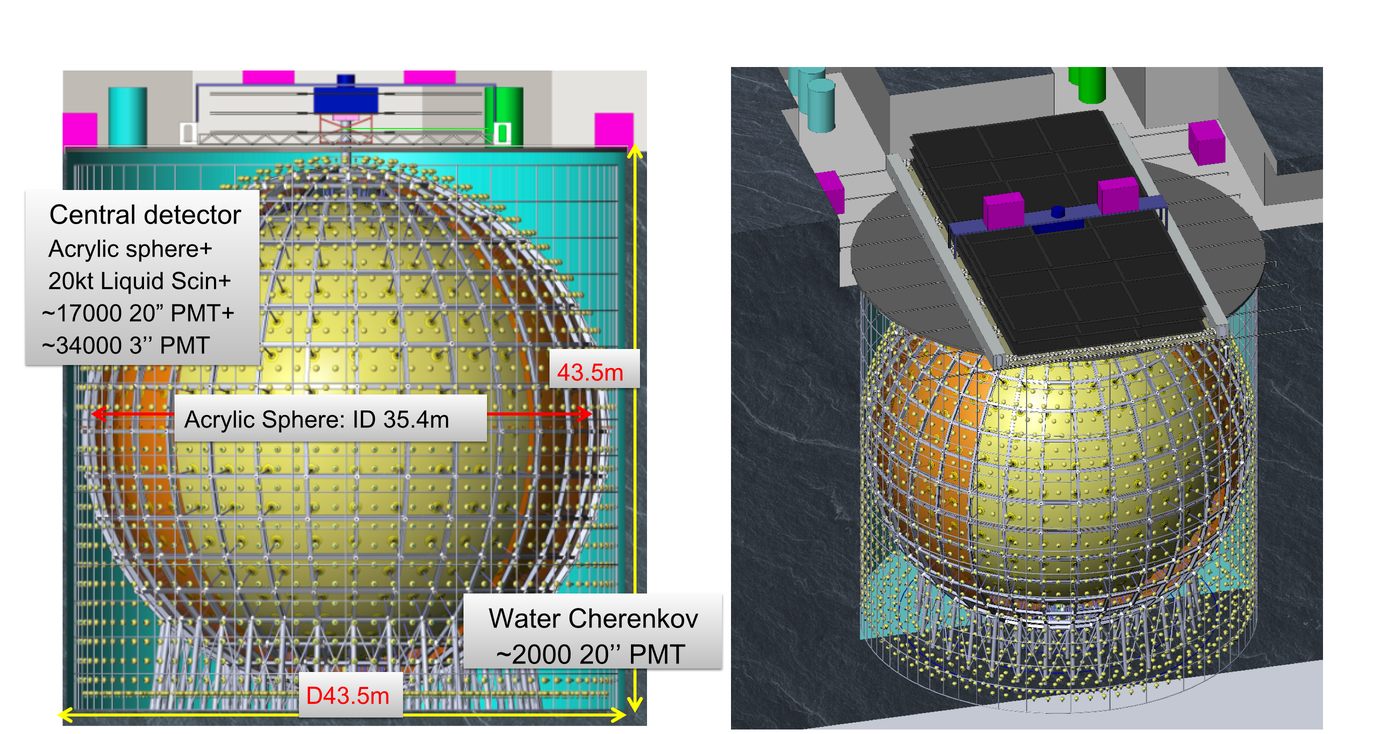 Central detector
Acrylic sphere+
20kt Liquid Scin+
~17000 20” PMT+
~34000 3’’ PMT
43.5m
Acrylic Sphere: ID 35.4m
Water Cherenkov
~2000 20’’ PMT
D43.5m